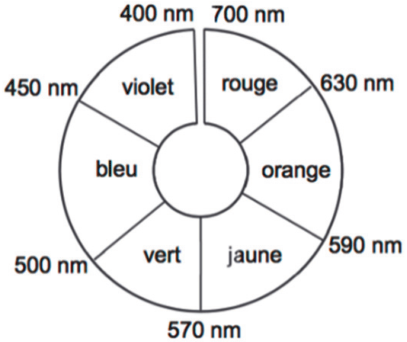 400 nm 700 nm
violet rouge
450 nm 630 nm
bleu orange
vert jaune
500 nm 590 nm
570 nm